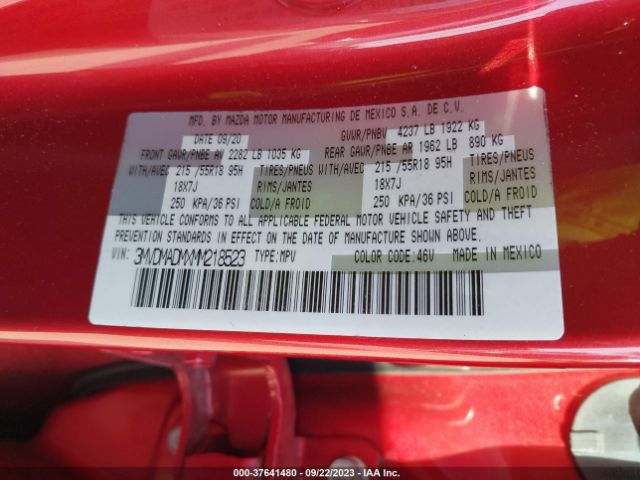 MFD. BY MAZDA MOTOR MANUFACTURING DE MEXICO S.A. DE C.V.
DATE 09/20 GVWR/PNBV 4237 LB 1922 KG
FRONT GAWR/PNBE AV 2282 LB 1035 KG REAR GAWR/PNBE AR 1962 LB 890 KG
WITH/AVEC 215 /55R18 95H TIRES/PNEUS WITH/AVEC 215 /55R18 95H TIRES/PNEUS
18X7J RIMS/JANTES 18X7J RIMS/JANTES
250 KPA/36 PSI COLD/A FROID 250 KPA/36 PSI COLD/A FROID
THIS VEHICLE CONFORMS TO ALL APPLICABLE FEDERAL MOTOR VEHICLE SAFETY AND THEFT
PREVENTION STANDARDS IN EFFECT ON THE DATE OF MANUFACTURE SHOWN ABOVE.
VIN: 3MVDMADMXMM218523 TYPE: MPV COLOR CODE: 46V MADE IN MEXICO
000-37641480 - 09/22/2023 - IAA Inc.